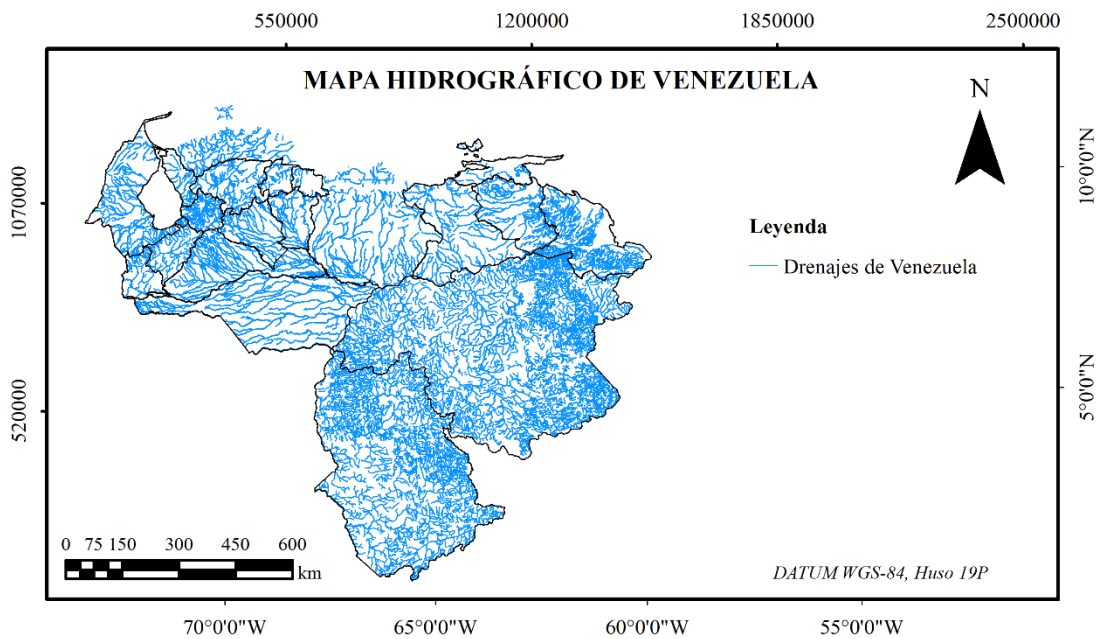 550000 1200000 1850000 2500000
MAPA HIDROGRÁFICO DE VENEZUELA
N
10°0'0"N
1070000
Leyenda
Drenajes de Venezuela
5°0'0"N
520000
0 75 150 300 450 600
km
DATUM WGS-84, Huso 19P
70°0'0"W 65°0'0"W 60°0'0"W 55°0'0"W